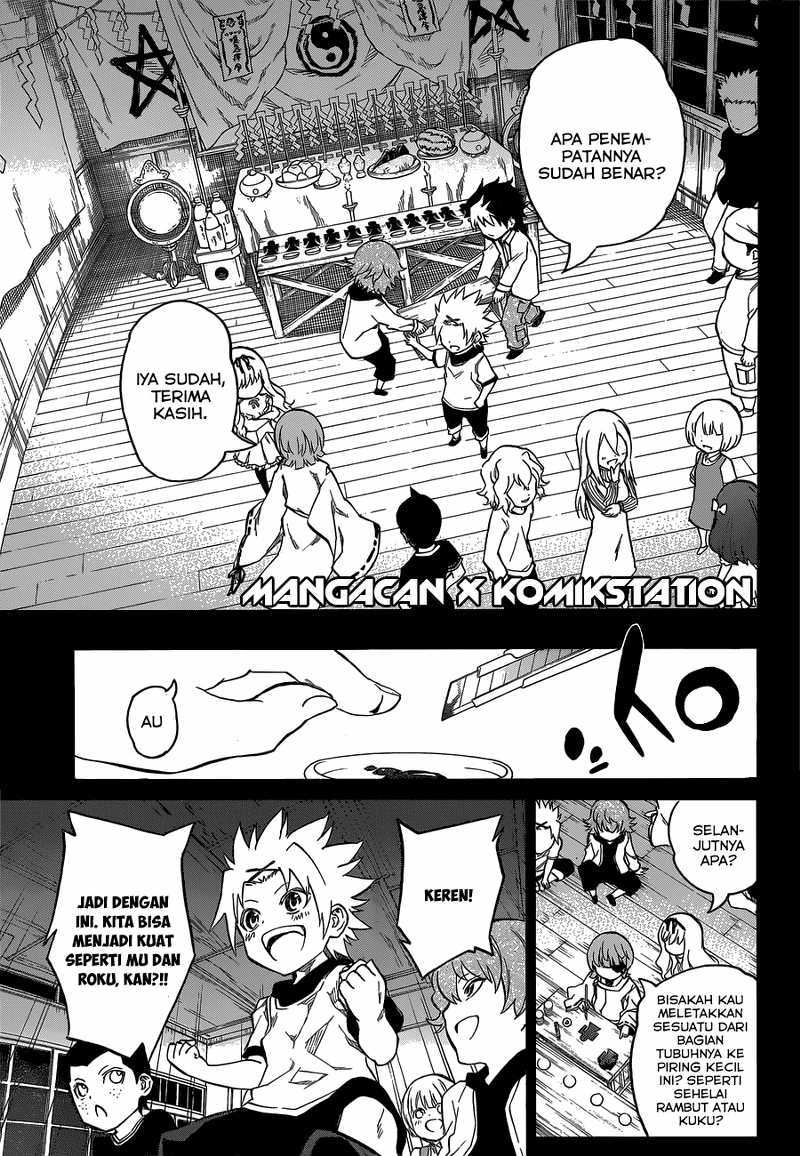 APA PENEM-
PATANNYA
SUDAH BENAR?
IYA SUDAH,
TERIMA
KASIH.
MANGACAN X KOMIKSTATION
AU
SELAN-
JUTNYA
APA?
BISAKAH KAU
MELETAKKAN
SESUATU DARI
BAGIAN
TUBUHNYA KE
PIRING KECIL
INI? SEPERTI
SEHELAI
RAMBUT ATAU
KUKU?
KEREN!
JADI DENGAN
INI. KITA BISA
MENJADI KUAT
SEPERTI MU DAN
ROKU, KAN?!!